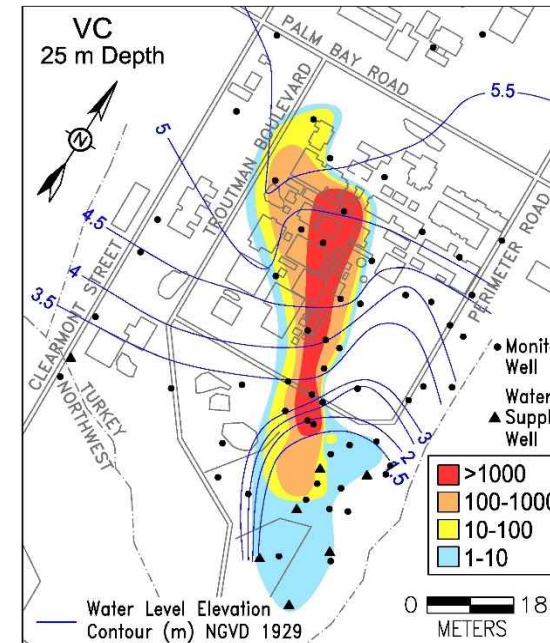 VC
25 m Depth
N
PALM BAY ROAD
TROUTMAN BOULEVARD
5.5
5
4.5
4
3.5
CLEARMONT STREET
PERIMETER ROAD
TURKEY
NORTHWEST
Monit
Well
Water
Suppl
Well
3
2
1.5
>1000
100-1000
10-100
1-10
Water Level Elevation
Contour (m) NGVD 1929
0 18
METERS